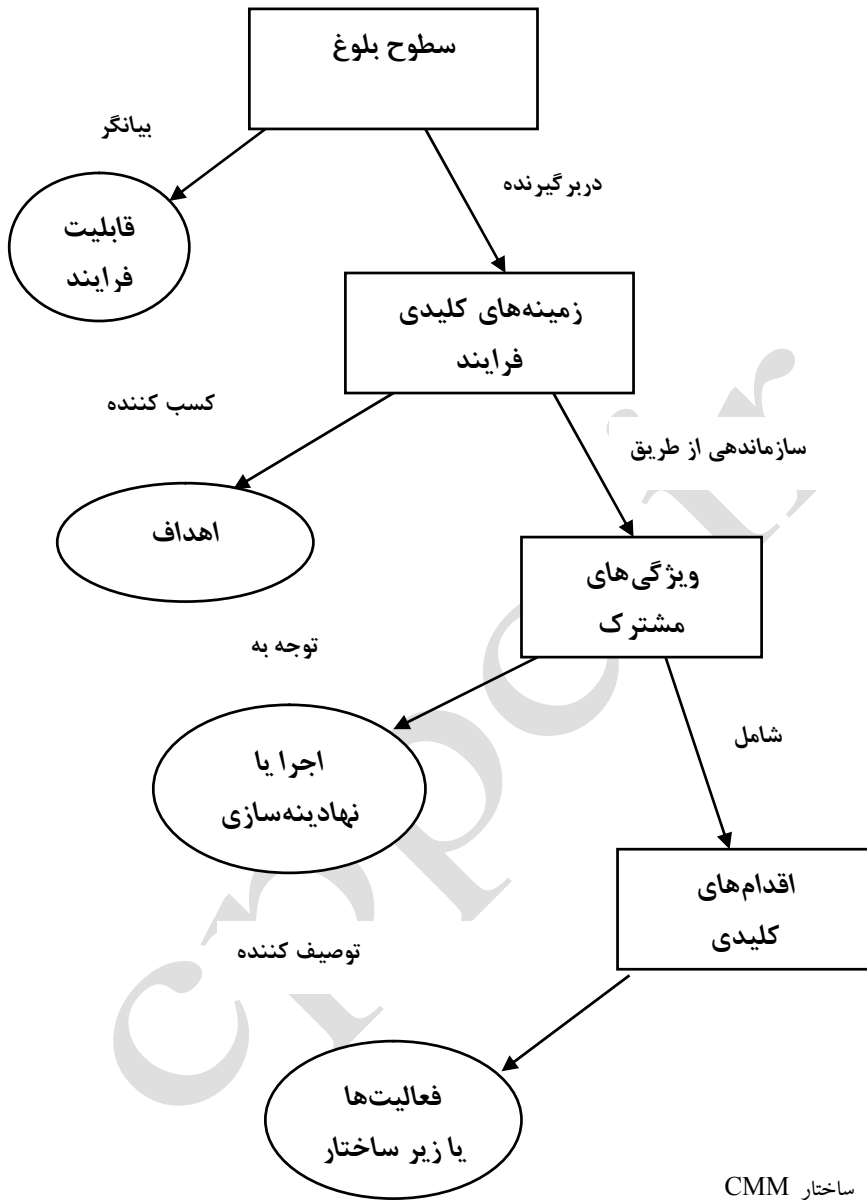 سطوح بلوغ
بیانگر
دربرگیرنده
قابلیت
فرایند
زمینه‌های کلیدی
فرایند
کسب کننده
سازماندهی از طریق
اهداف
ویژگی‌های
مشترک
توجه به
شامل
اجرا یا
نهادینه‌سازی
اقدام‌های
کلیدی
توصیف کننده
فعالیت‌ها
یا زیر ساختار
ساختار CMM